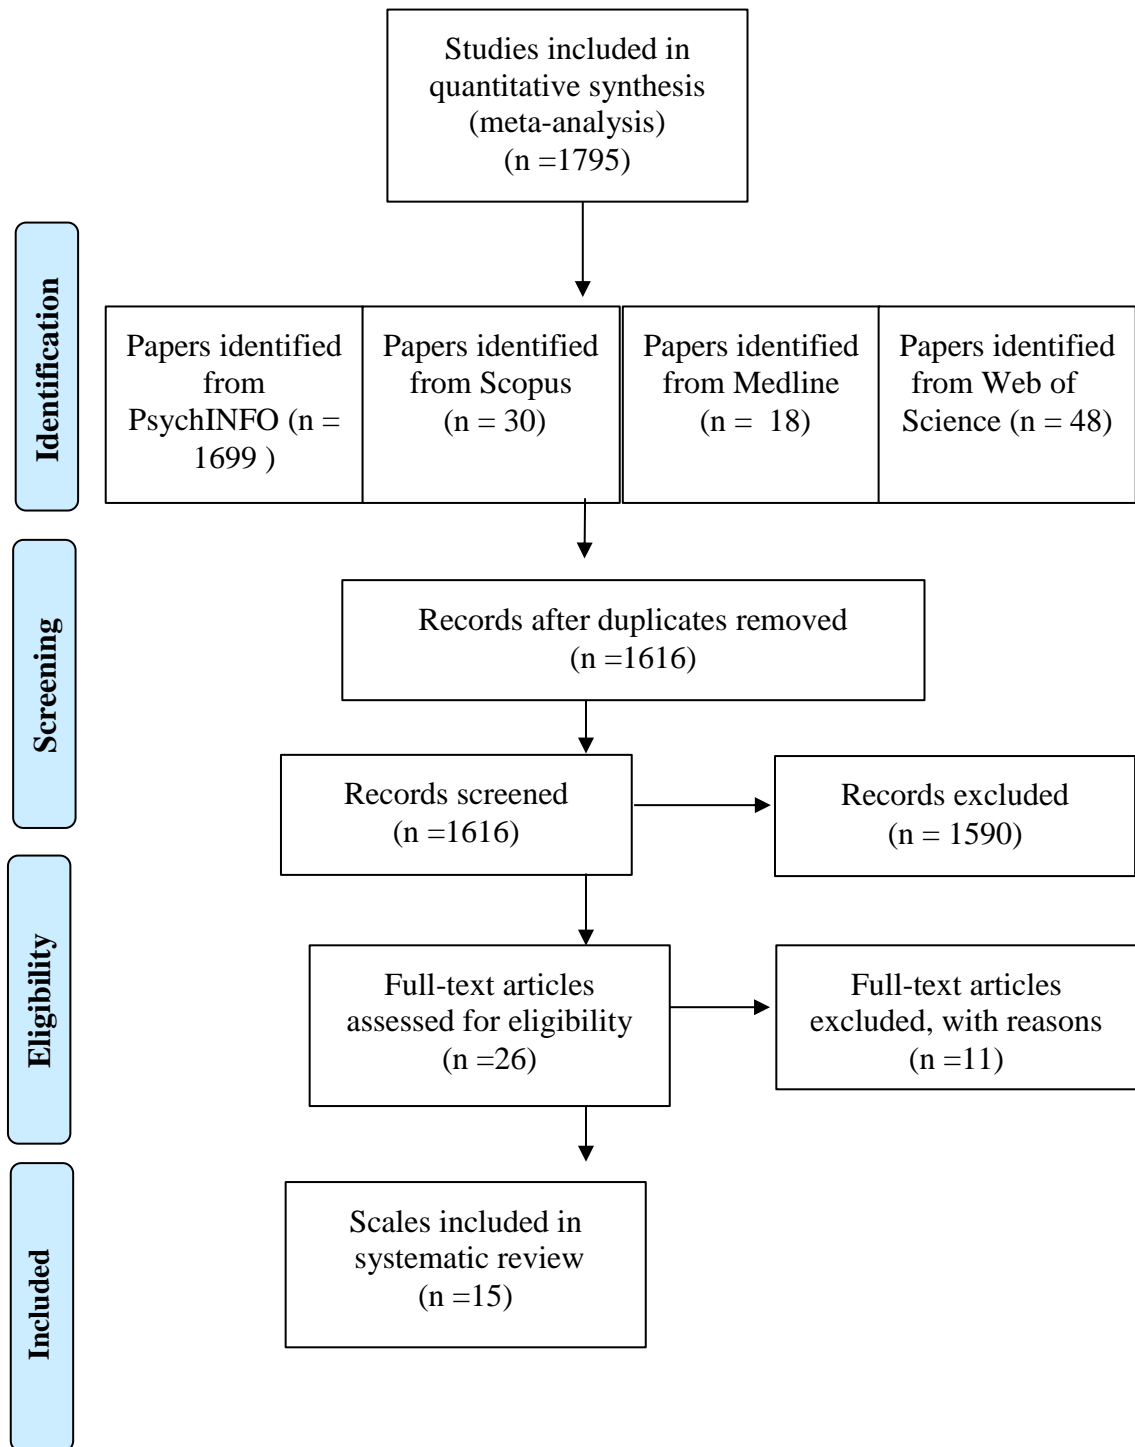 Studies included in
quantitative synthesis
(meta-analysis)
(n =1795)
Identification
Papers identified
from
PsychINFO (n =
1699 )
Papers identified
from Scopus
(n = 30)
Papers identified
from Medline
(n =  18)
Papers identified
from Web of
Science (n = 48)
Screening
Records after duplicates removed
(n =1616)
Records screened
(n =1616)
Records excluded
(n = 1590)
Eligibility
Full-text articles
assessed for eligibility
(n =26)
Full-text articles
excluded, with reasons
(n =11)
Included
Scales included in
systematic review
(n =15)